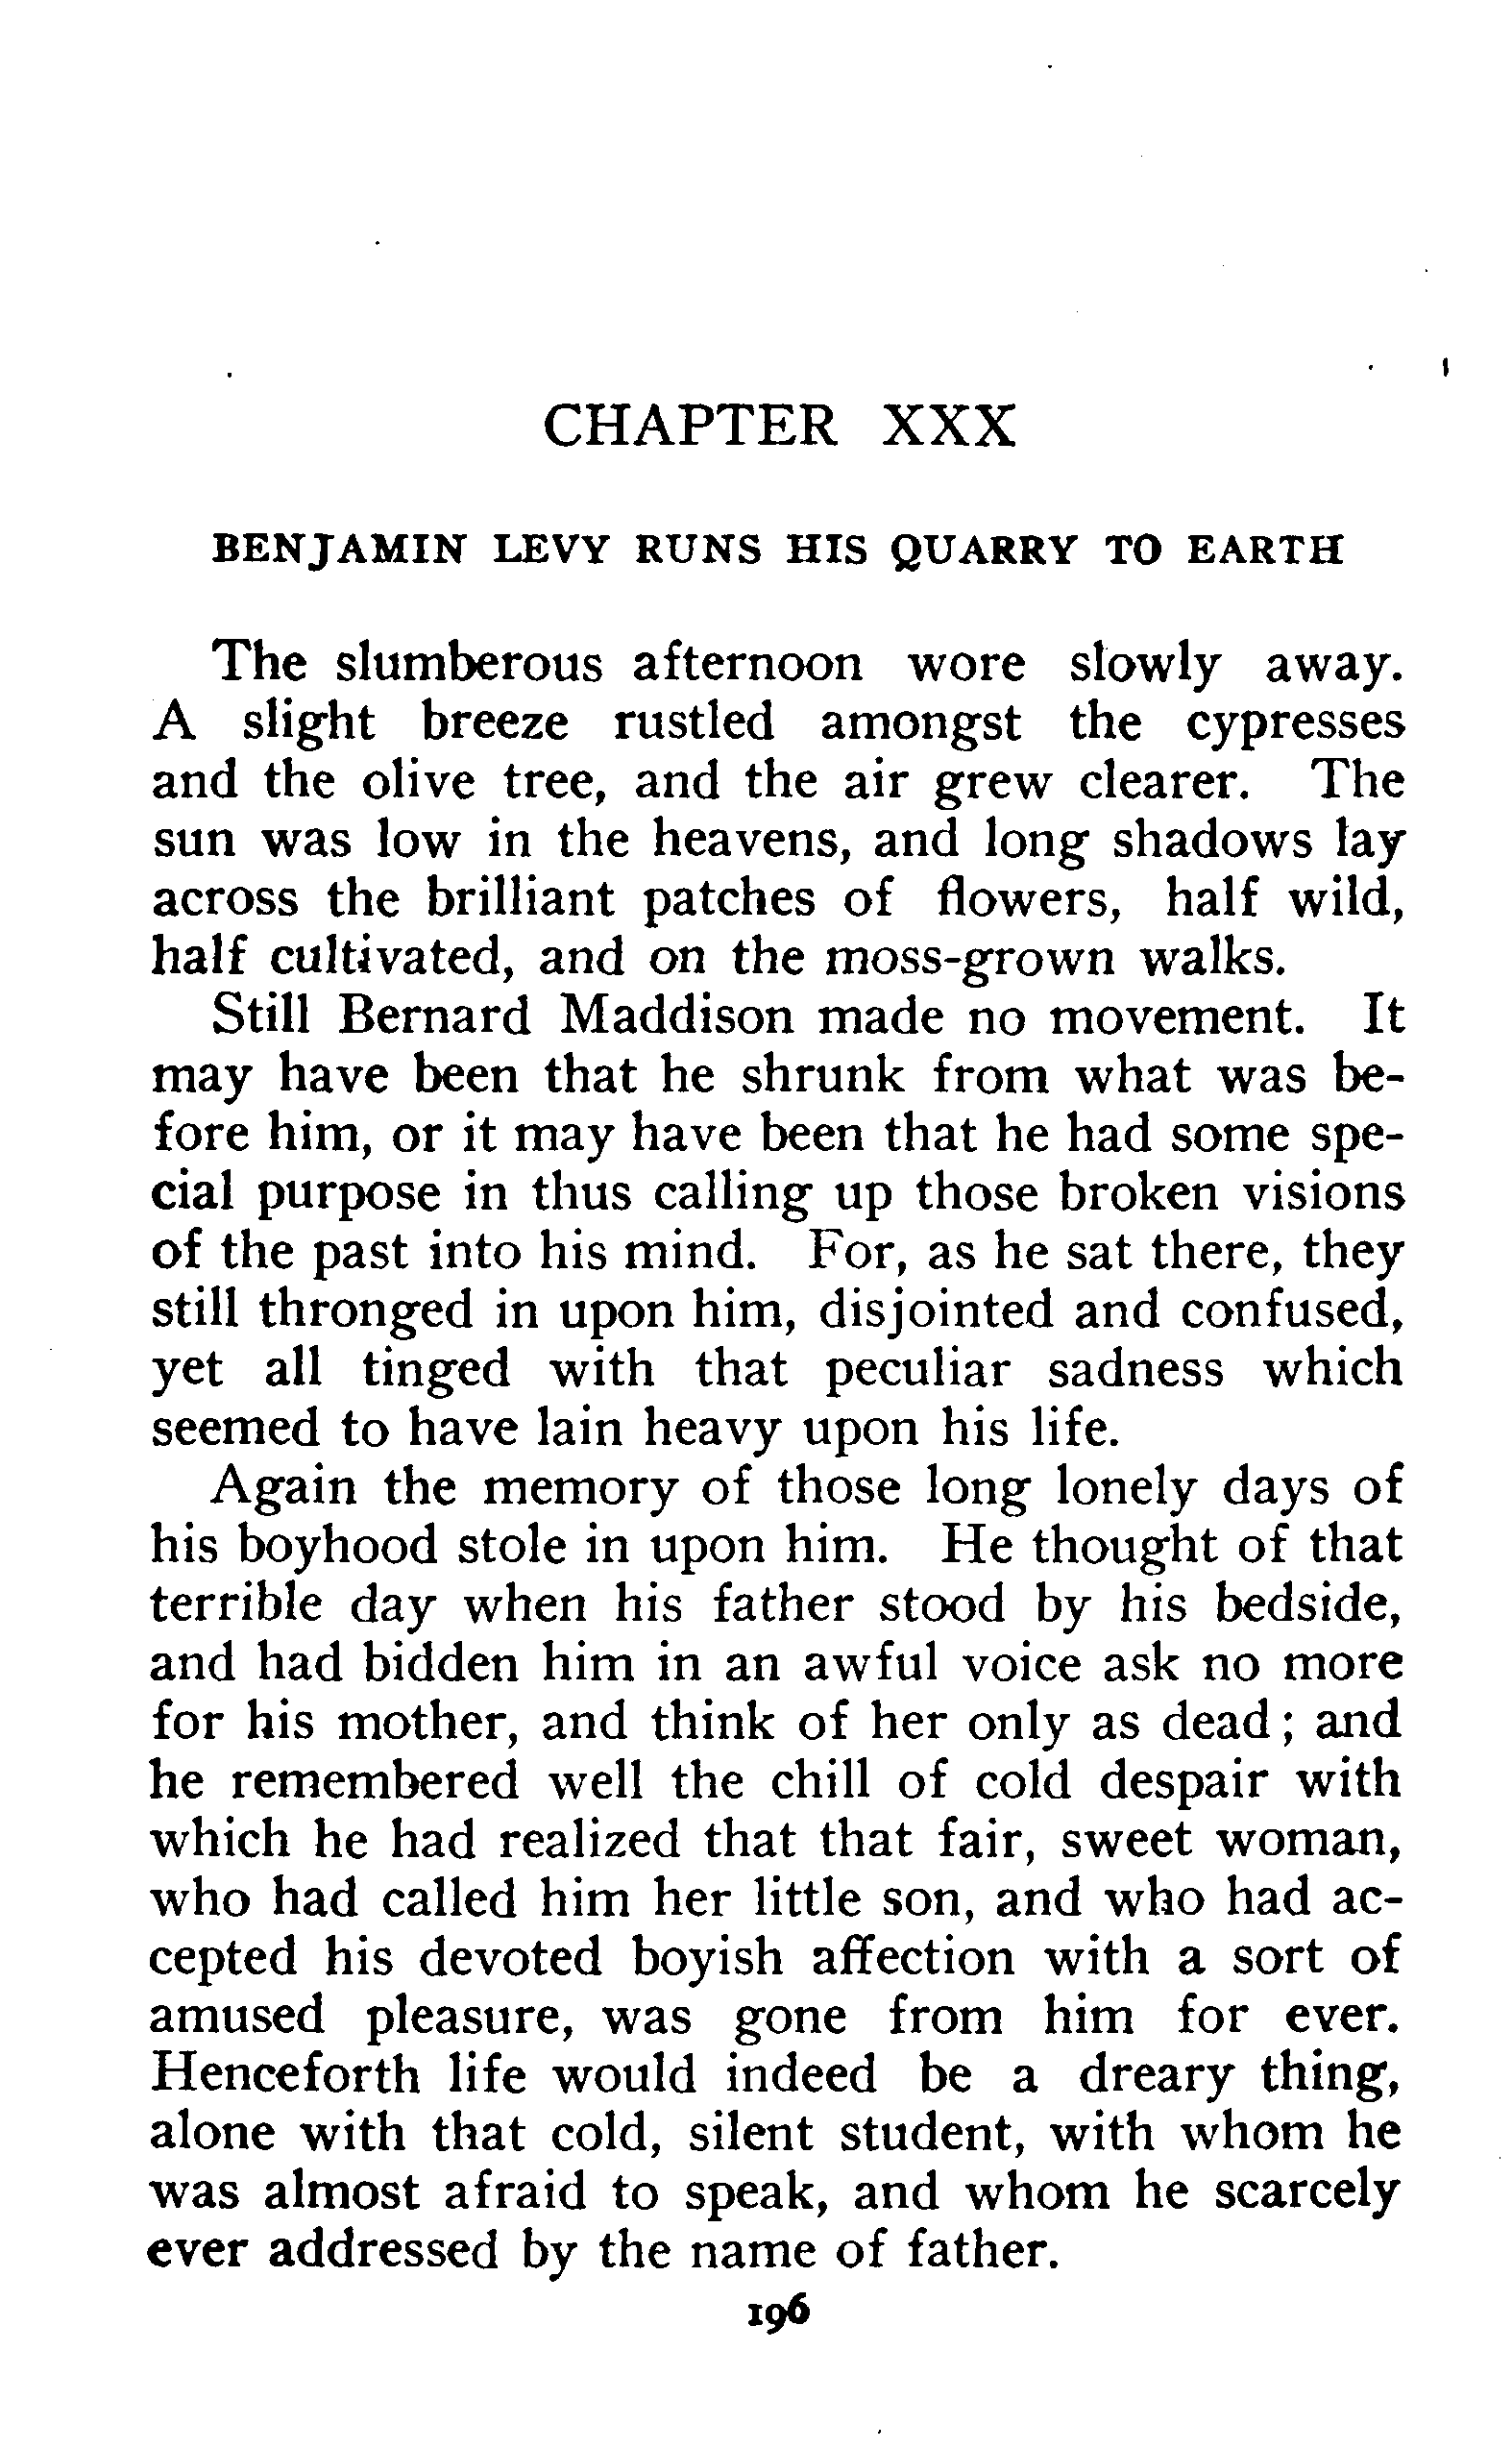 CHAPTER XXX
BENJAMIN LEVY RUNS HIS QUARRY TO EARTH
The slumberous afternoon wore slowly away.
A slight breeze rustled amongst the cypresses
and the olive tree, and the air grew clearer. The
sun was low in the heavens, and long shadows lay
across the brilliant patches of flowers, half wild,
half cultivated, and on the moss-grown walks.
Still Bernard Maddison made no movement. It
may have been that he shrunk from what was be-
fore him, or it may have been that he had some spe-
cial purpose in thus calling up those broken visions
of the past into his mind. For, as he sat there, they
still thronged in upon him, disjointed and confused,
yet all tinged with that peculiar sadness which
seemed to have lain heavy upon his life.
Again the memory of those long lonely days of
his boyhood stole in upon him. He thought of that
terrible day when his father stood by his bedside,
and had bidden him in an awful voice ask no more
for his mother, and think of her only as dead; and
he remembered well the chill of cold despair with
which he had realized that that fair, sweet woman,
who had called him her little son, and who had ac-
cepted his devoted boyish affection with a sort of
amused pleasure, was gone from him for ever.
Henceforth life would indeed be a dreary thing,
alone with that cold, silent student, with whom he
was almost afraid to speak, and whom he scarcely
ever addressed by the name of father.
196